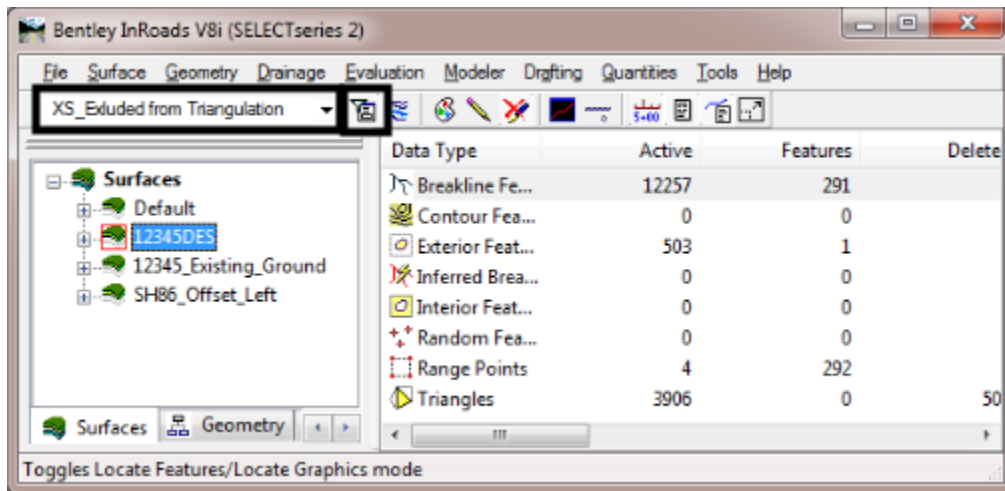 Bentley InRoads V8i (SELECTseries 2)
File Surface Geometry Drainage Evaluation Modeler Drafting Quantities Tools Help
XS_Exluded from Triangulation
5+00
Surfaces
Default
12345DES
12345_Existing_Ground
SH86_Offset_Left
Surfaces Geometry
Data Type Active Features Delete
Breakline Fe... 12257 291
Contour Fea... 0 0
Exterior Feat... 503 1
Inferred Brea... 0 0
Interior Feat... 0 0
Random Fea... 0 0
Range Points 4 292
Triangles 3906 0 50
Toggles Locate Features/Locate Graphics mode